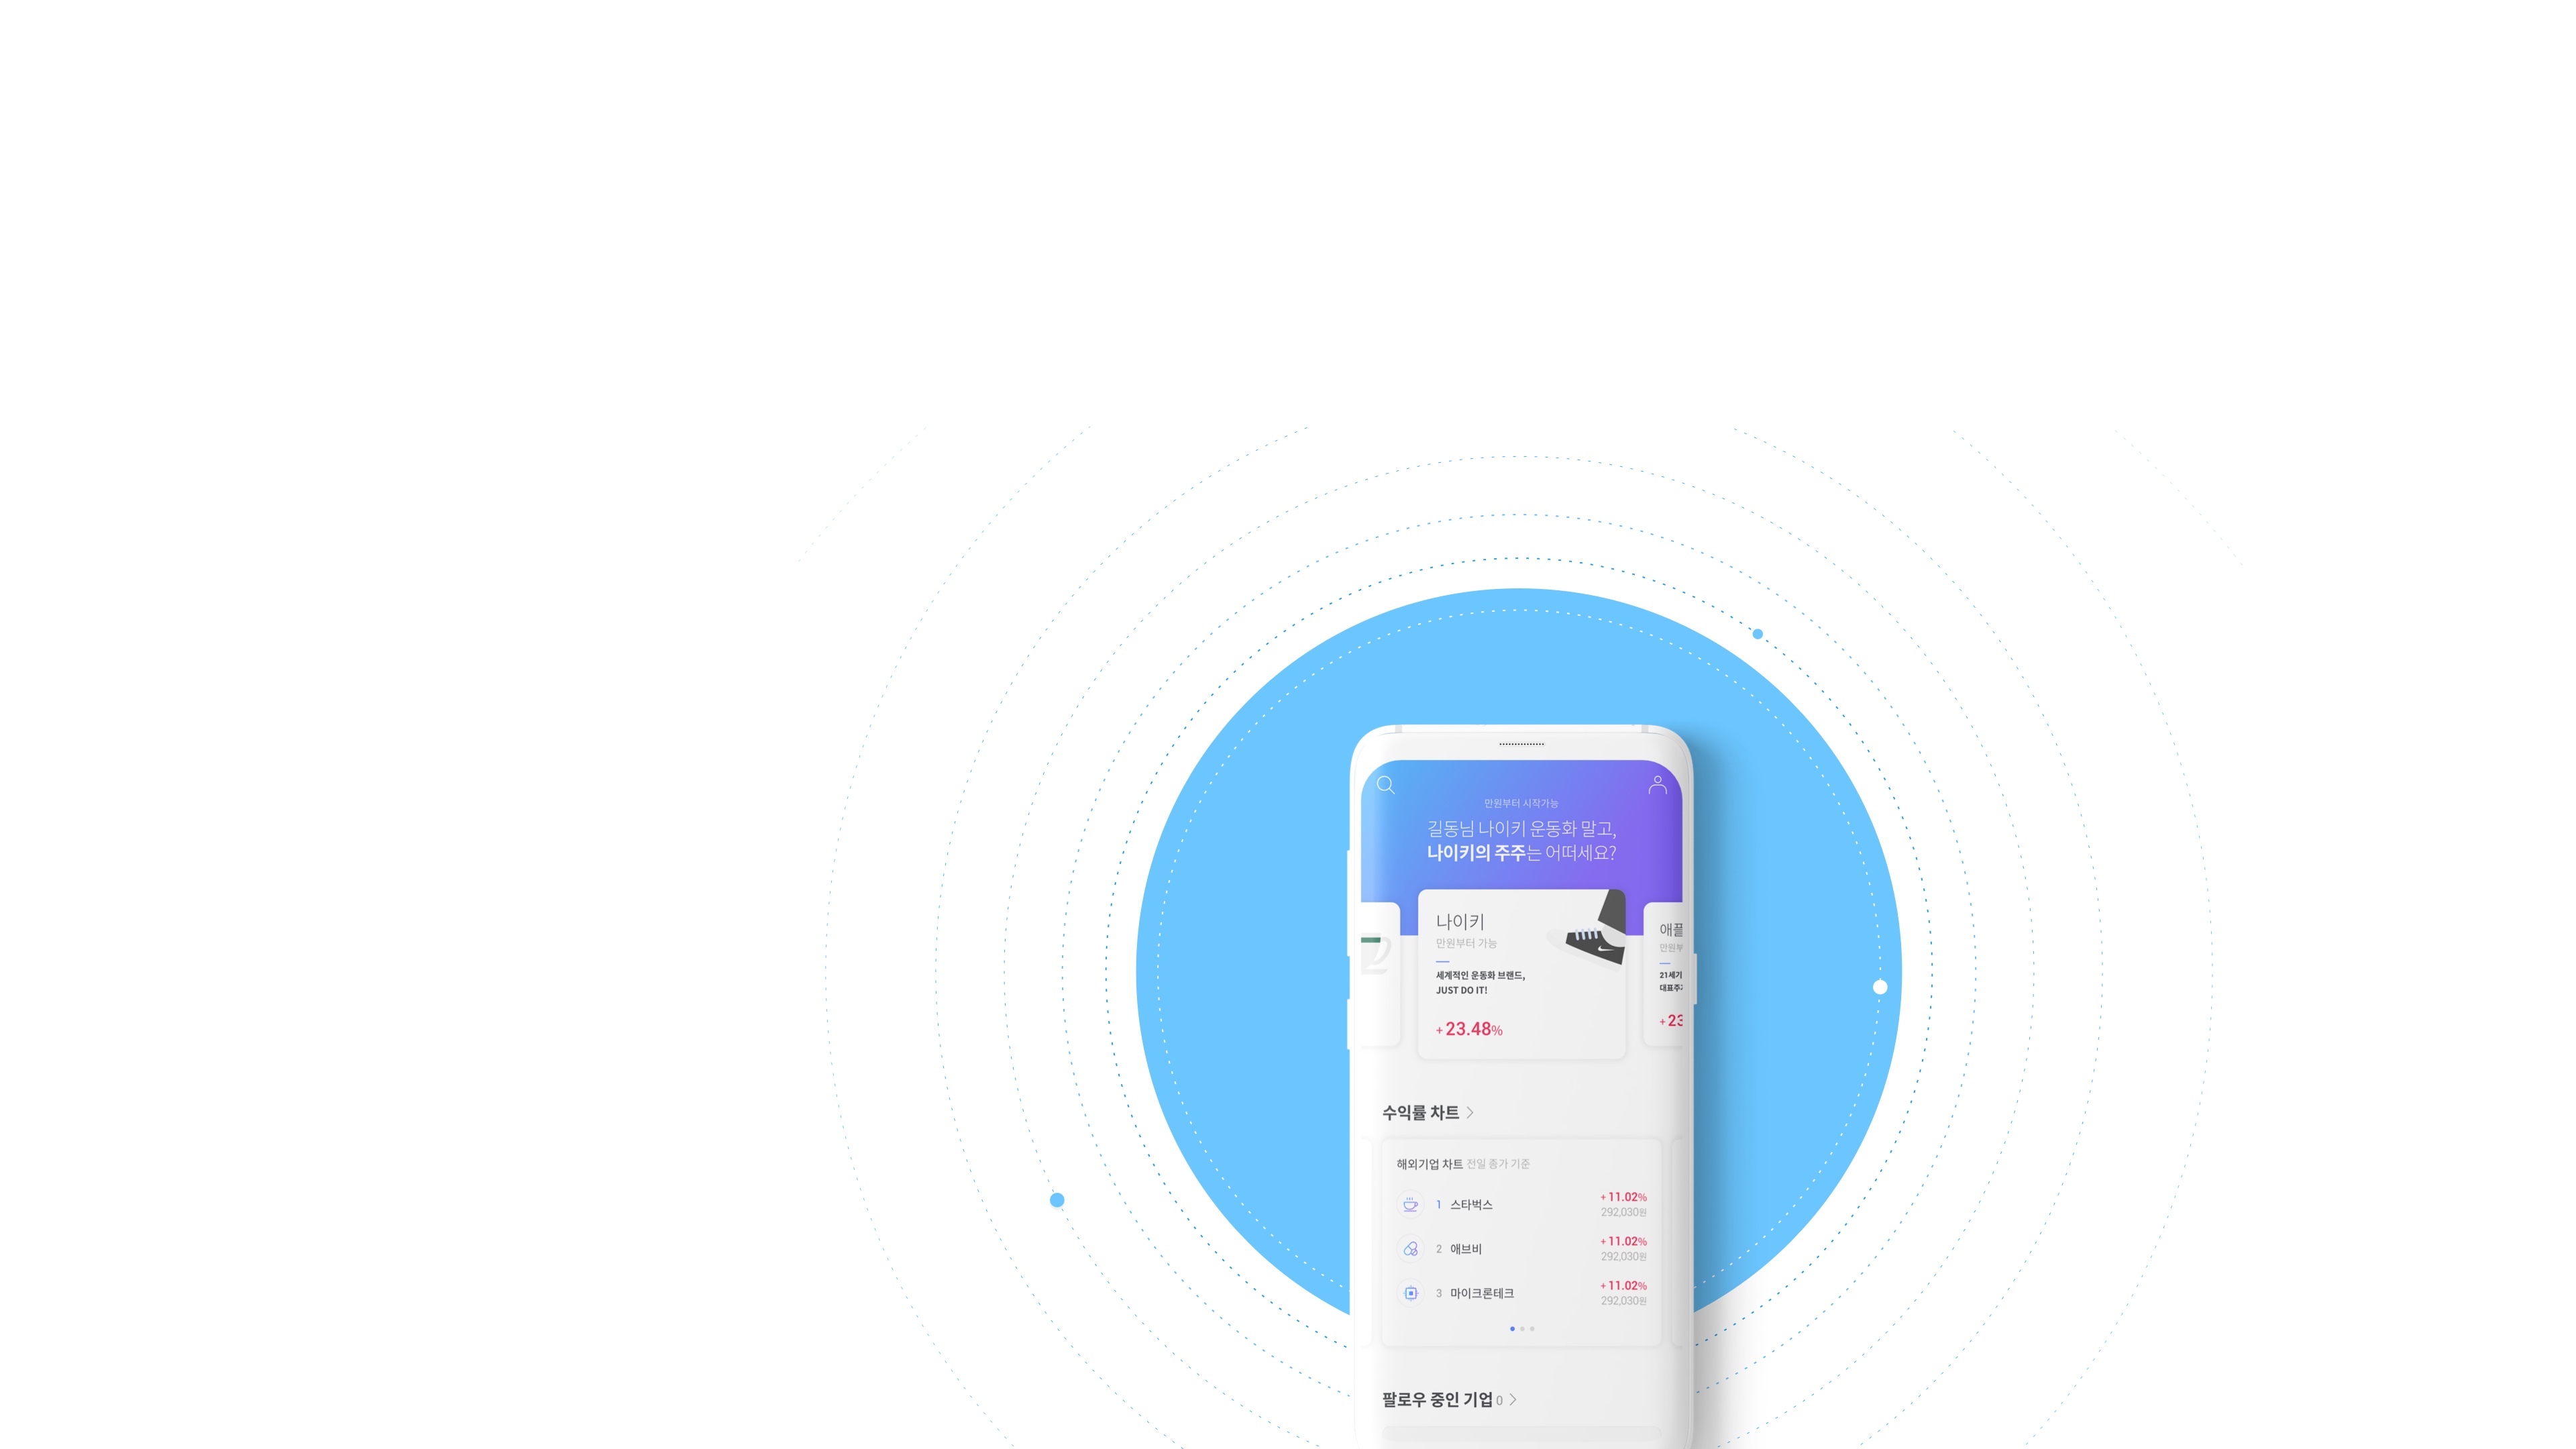 만원부터 시작가능
길동님 나이키 운동화 말고,
나이키의 주주는 어떠세요?
나이키
만원부터 가능
세계적인 운동화 브랜드,
JUST DO IT!
+ 23.48%
애플
만원부
21세기
대표주
+ 23
수익률 차트 >
해외기업 차트 전일 종가 기준
1 스타벅스 + 11.02%
292,030원
2 애브비 + 11.02%
292,030원
3 마이크론테크 + 11.02%
292,030원
팔로우 중인 기업 0 >